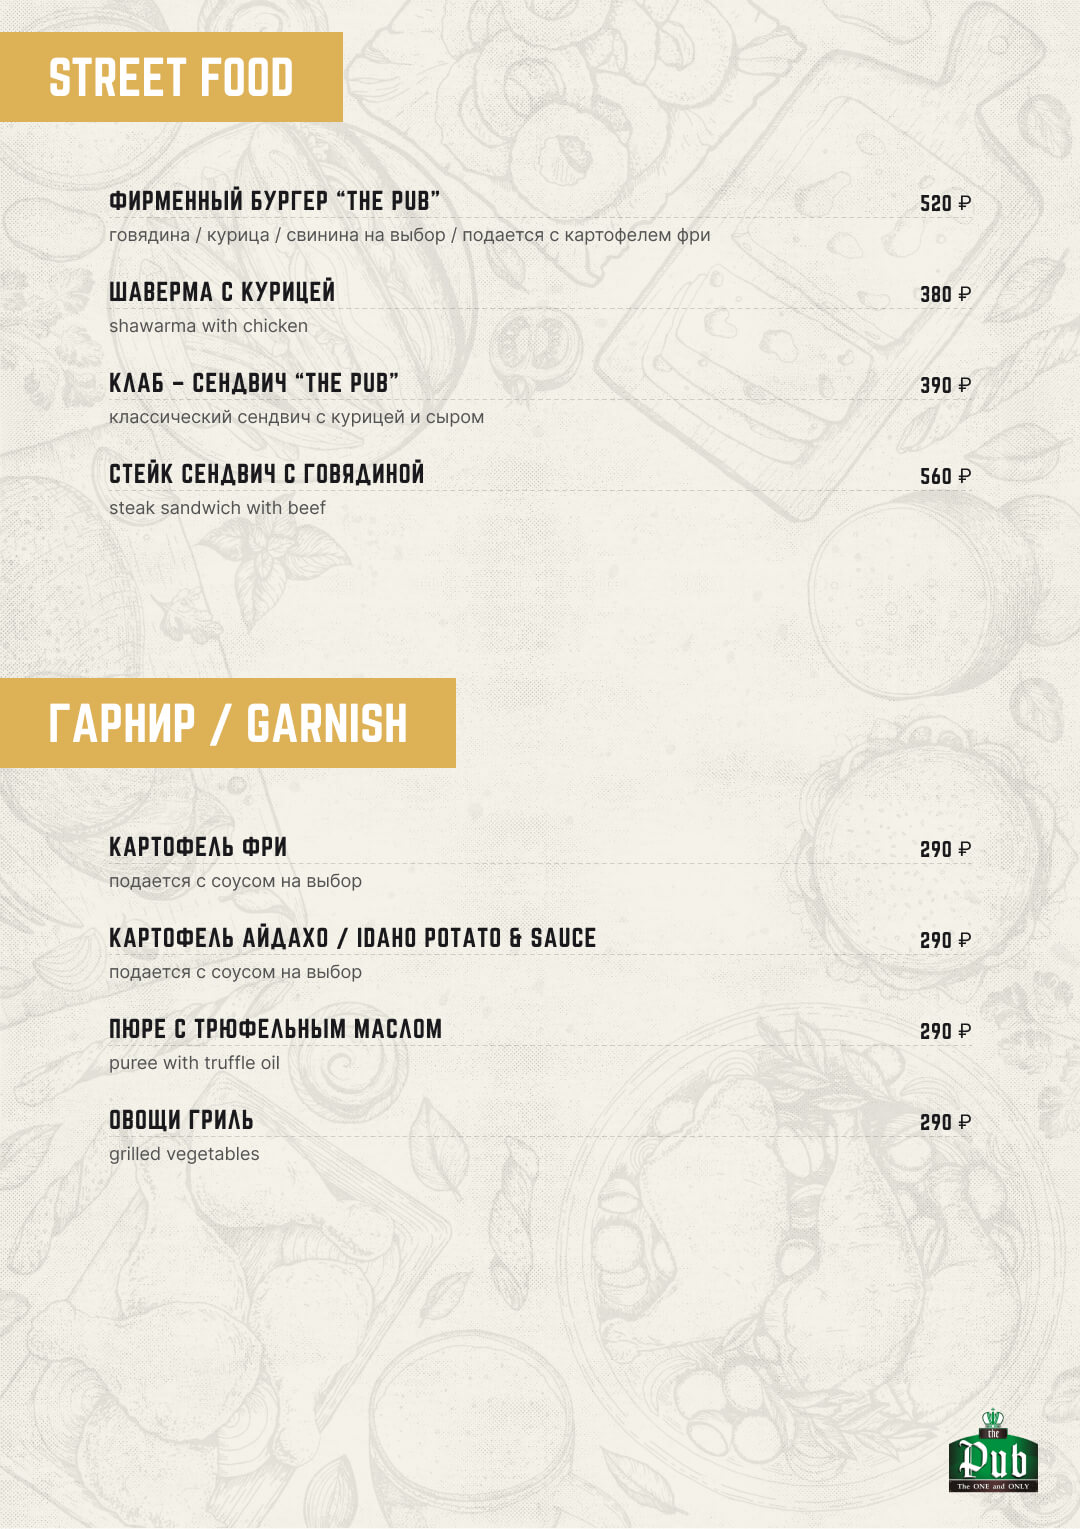 STREET FOOD
ФИРМЕННЫЙ БУРГЕР “THE PUB”
520 ₽
говядина / курица / свинина на выбор / подается с картофелем фри
ШАВЕРМА С КУРИЦЕЙ
380 ₽
shawarma with chicken
КЛАБ – СЕНДВИЧ “THE PUB”
390 ₽
классический сендвич с курицей и сыром
СТЕЙК СЕНДВИЧ С ГОВЯДИНОЙ
560 ₽
steak sandwich with beef
ГАРНИР / GARNISH
КАРТОФЕЛЬ ФРИ
290 ₽
подается с соусом на выбор
КАРТОФЕЛЬ АЙДАХО / IDAHO POTATO & SAUCE
290 ₽
подается с соусом на выбор
ПЮРЕ С ТРЮФЕЛЬНЫМ МАСЛОМ
290 ₽
puree with truffle oil
ОВОЩИ ГРИЛЬ
290 ₽
grilled vegetables
the
Pub
The ONE and ONLY